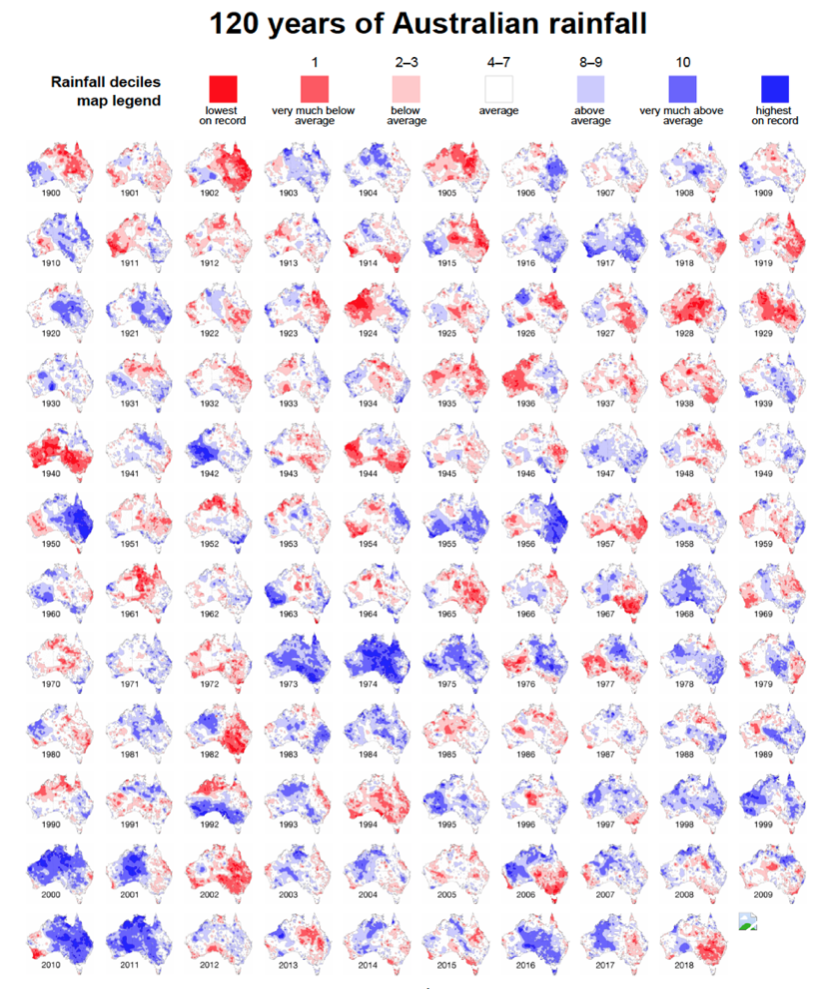 120 years of Australian rainfall
1 2–3 4–7 8–9 10
Rainfall deciles
map legend
lowest
on record
very much below
average
below
average
average
above
average
very much above
average
highest
on record
1900 1901 1902 1903 1904 1905 1906 1907 1908 1909
1910 1911 1912 1913 1914 1915 1916 1917 1918 1919
1920 1921 1922 1923 1924 1925 1926 1927 1928 1929
1930 1931 1932 1933 1934 1935 1936 1937 1938 1939
1940 1941 1942 1943 1944 1945 1946 1947 1948 1949
1950 1951 1952 1953 1954 1955 1956 1957 1958 1959
1960 1961 1962 1963 1964 1965 1966 1967 1968 1969
1970 1971 1972 1973 1974 1975 1976 1977 1978 1979
1980 1981 1982 1983 1984 1985 1986 1987 1988 1989
1990 1991 1992 1993 1994 1995 1996 1997 1998 1999
2000 2001 2002 2003 2004 2005 2006 2007 2008 2009
2010 2011 2012 2013 2014 2015 2016 2017 2018